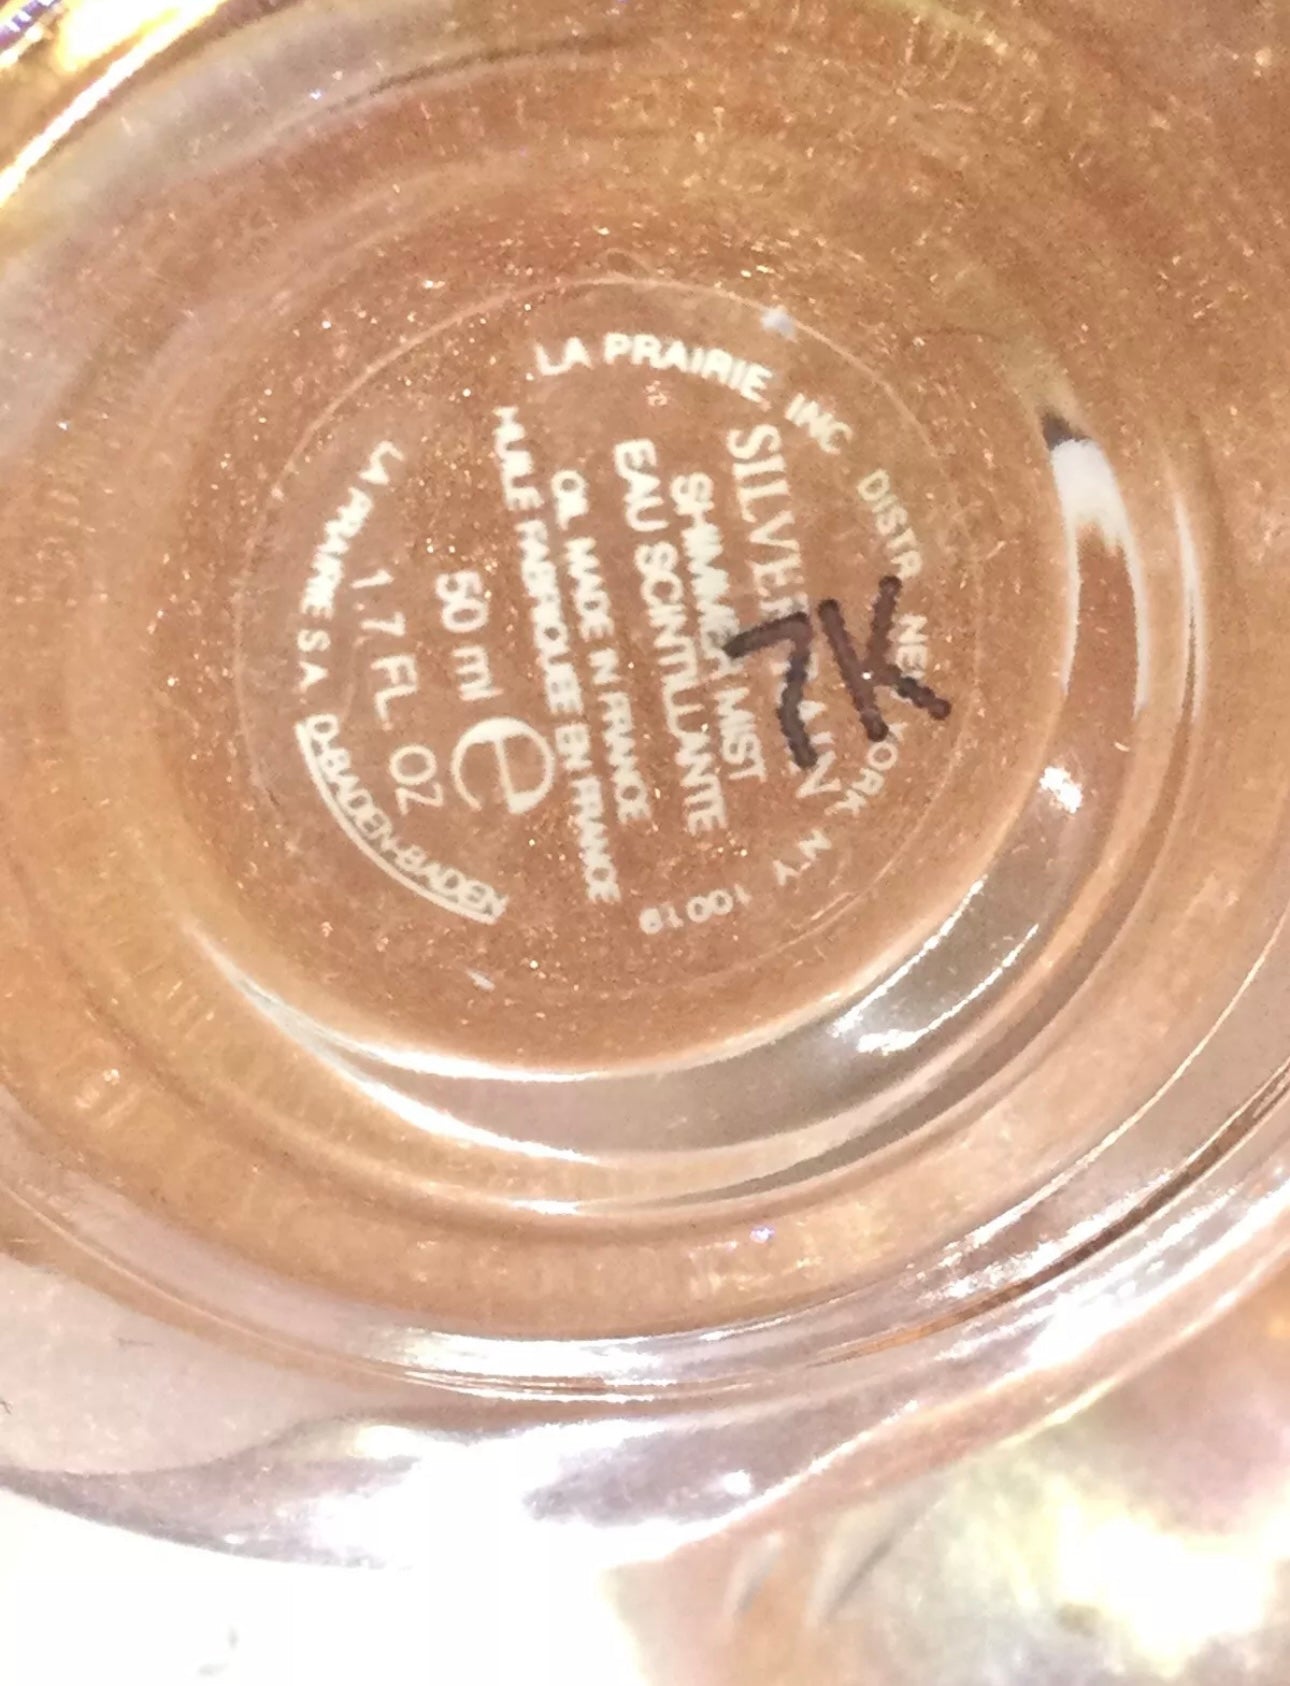 LA PRAIRIE INC DISTR NEW YORK N'Y 10019
SILVER RAIN
SHIMMER MIST
EAU SCINTILLANTE
OIL MADE IN FRANCE
HUILE FABRIQUEE EN FRANCE
50 ml e
1.7 FL OZ
LA PRAIRIE S A D-BADEN-BADEN
7K